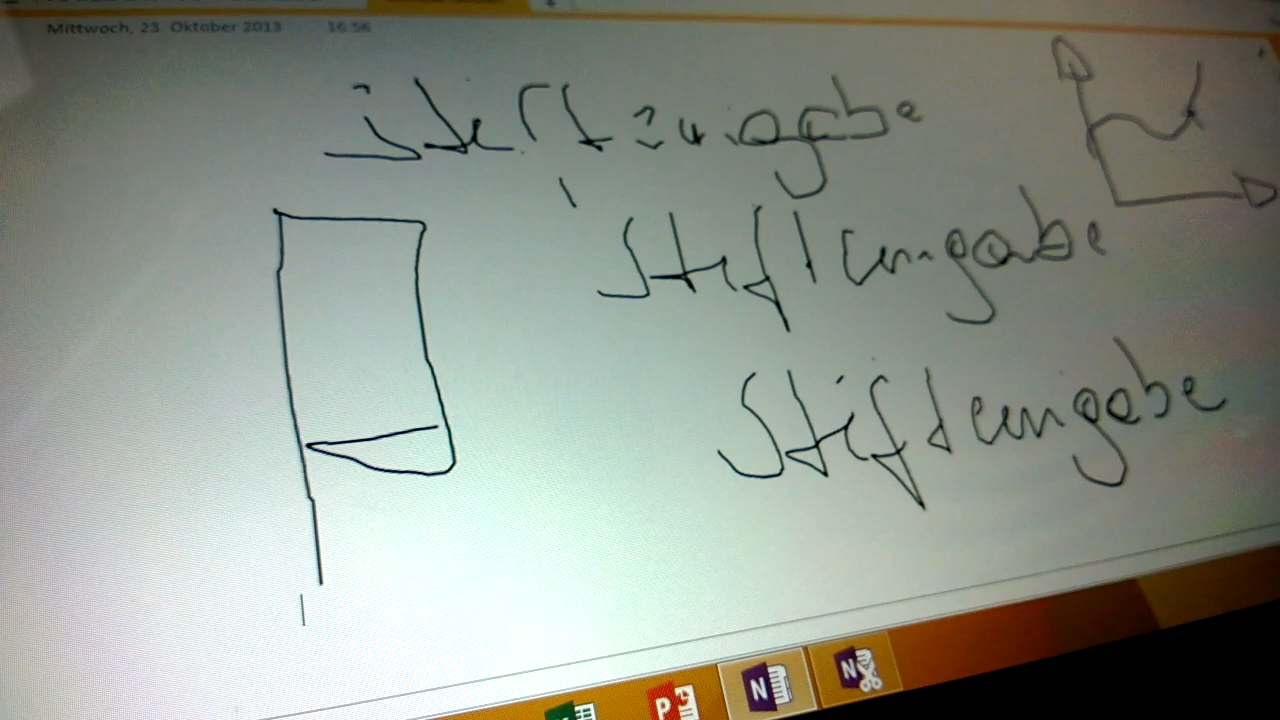 Mittwoch, 23. Oktober 2013 16:56
Stifteingabe
Stifteingabe
Stifteingabe
N
P
N